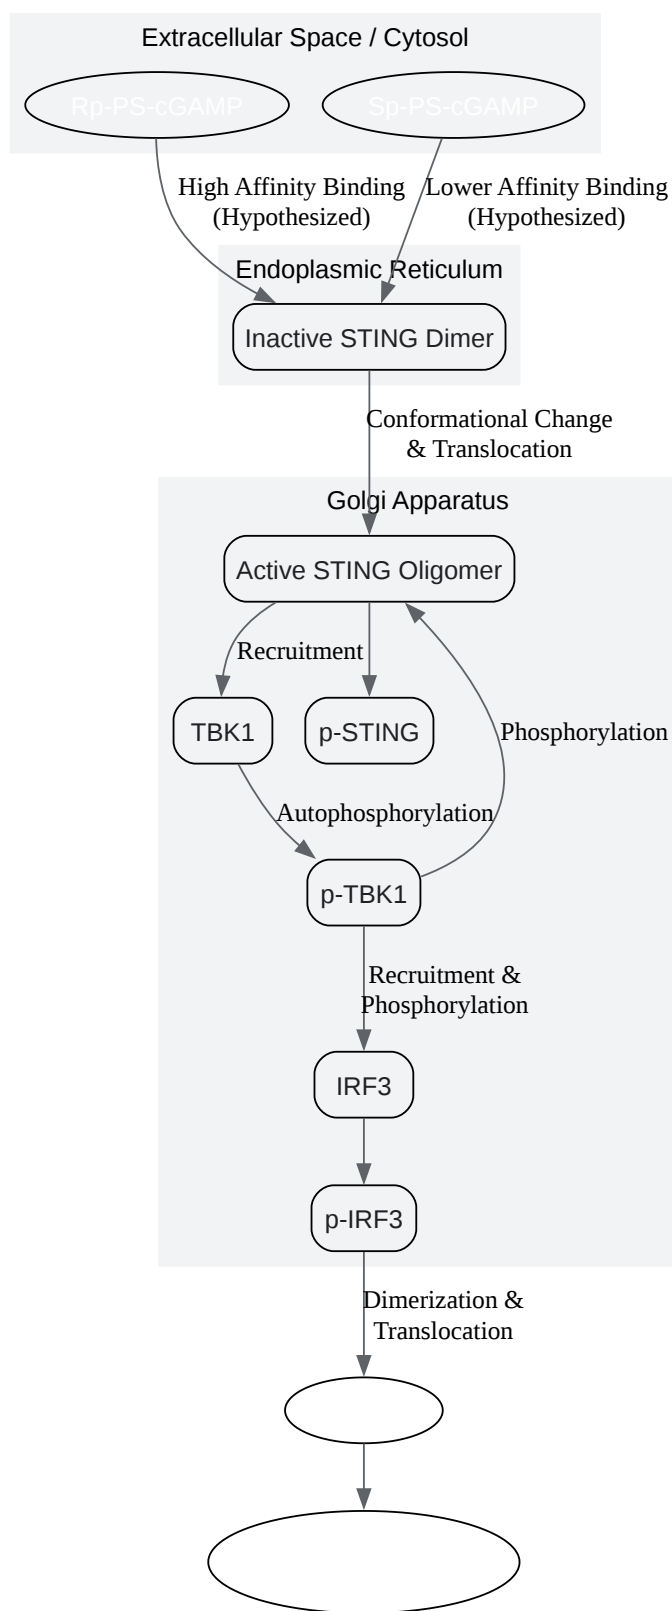 Extracellular Space / Cytosol
Rp-PS-cGAMP
Sp-PS-cGAMP
High Affinity Binding
(Hypothesized)
Lower Affinity Binding
(Hypothesized)
Endoplasmic Reticulum
Inactive STING Dimer
Conformational Change
& Translocation
Golgi Apparatus
Active STING Oligomer
Recruitment
TBK1
p-STING
Phosphorylation
Autophosphorylation
p-TBK1
Recruitment &
Phosphorylation
IRF3
p-IRF3
Dimerization &
Translocation